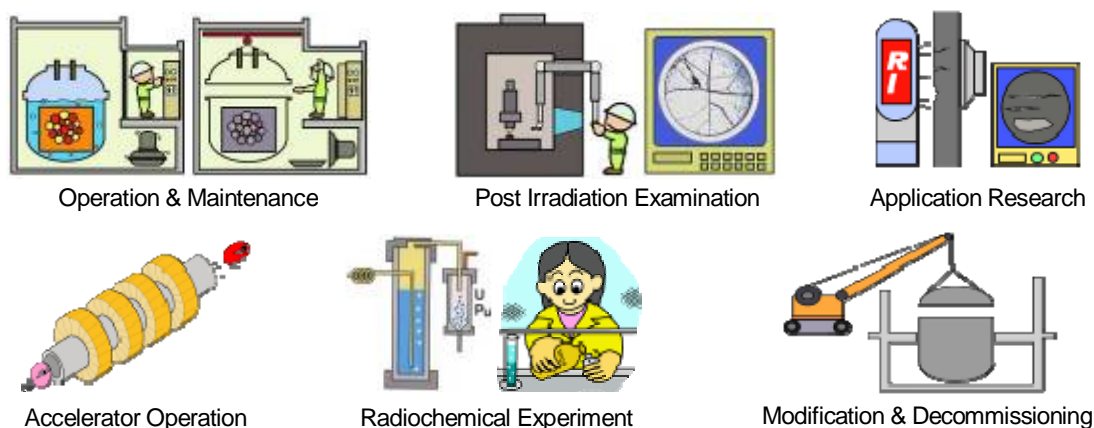 RI
Operation & Maintenance
Post Irradiation Examination
Application Research
U
Pu
Accelerator Operation
Radiochemical Experiment
Modification & Decommissioning